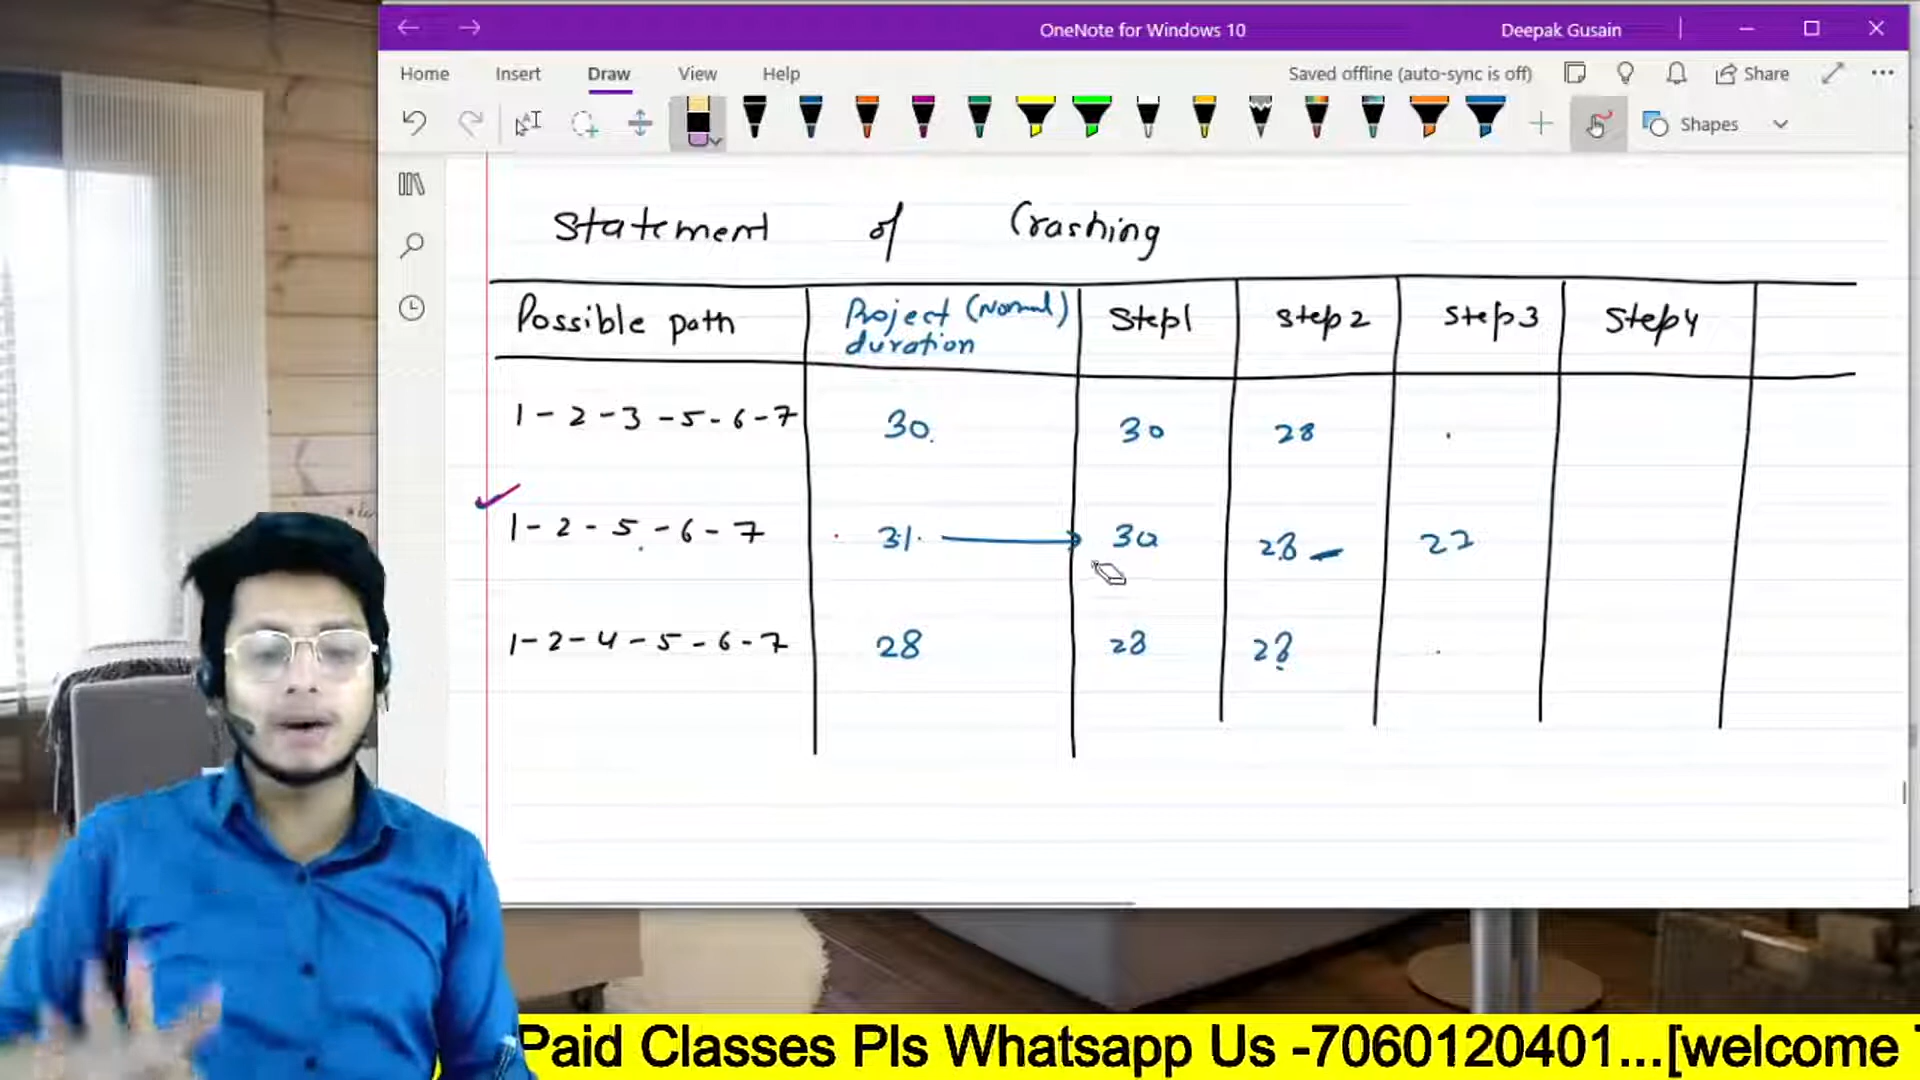 OneNote for Windows 10 Deepak Gusain
Home Insert Draw View Help Saved offline (auto-sync is off) Share
Shapes
Statement of Crashing
Possible path Project (Normal) duration Step1 Step2 Step3 Step4
1-2-3-5-6-7 30 30 28
1-2-5-6-7 31 30 28 27
1-2-4-5-6-7 28 28 28
Paid Classes Pls Whatsapp Us -7060120401...[welcome